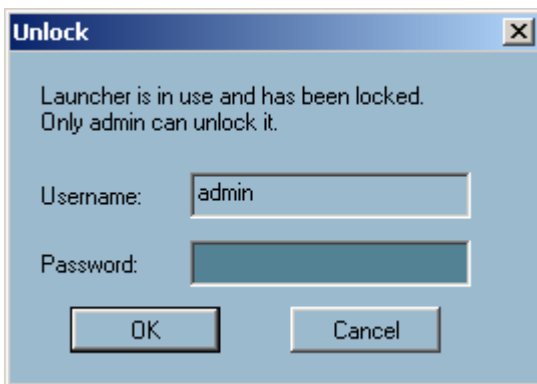 Unlock
Launcher is in use and has been locked.
Only admin can unlock it.
Username: admin
Password:
OK Cancel